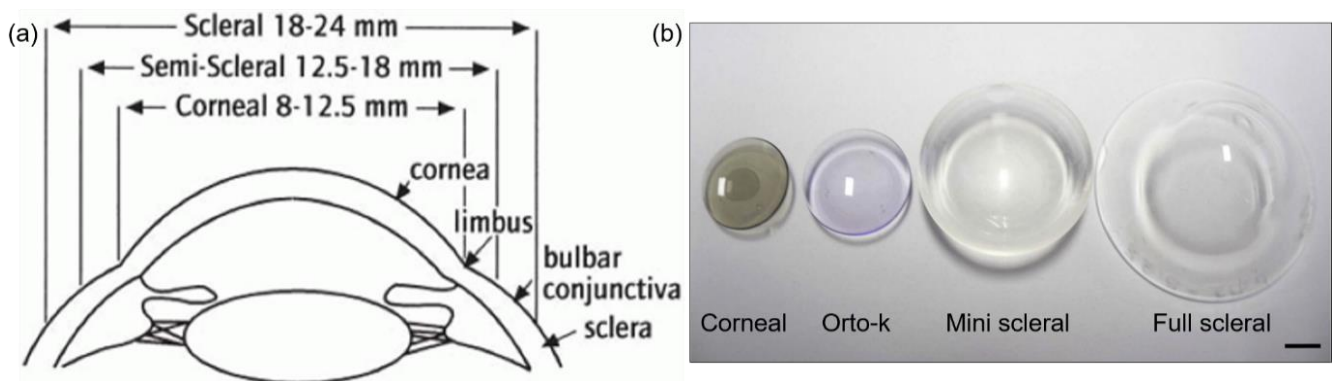 (a)
Scleral 18-24 mm
Semi-Scleral 12.5-18 mm
Corneal 8-12.5 mm
cornea
limbus
bulbar
conjunctiva
sclera
(b)
Corneal Orto-k Mini scleral Full scleral